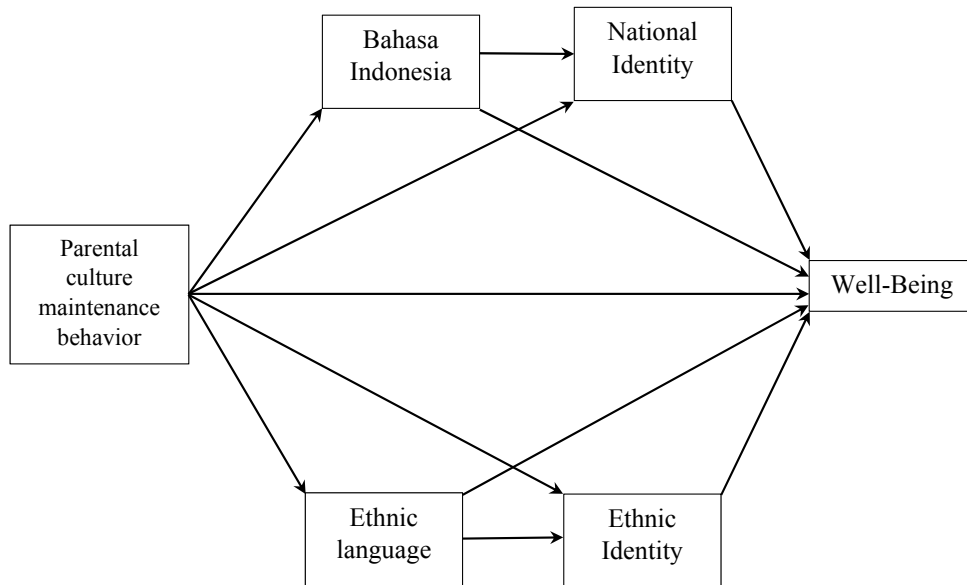 Bahasa
Indonesia
National
Identity
Parental
culture
maintenance
behavior
Well-Being
Ethnic
language
Ethnic
Identity